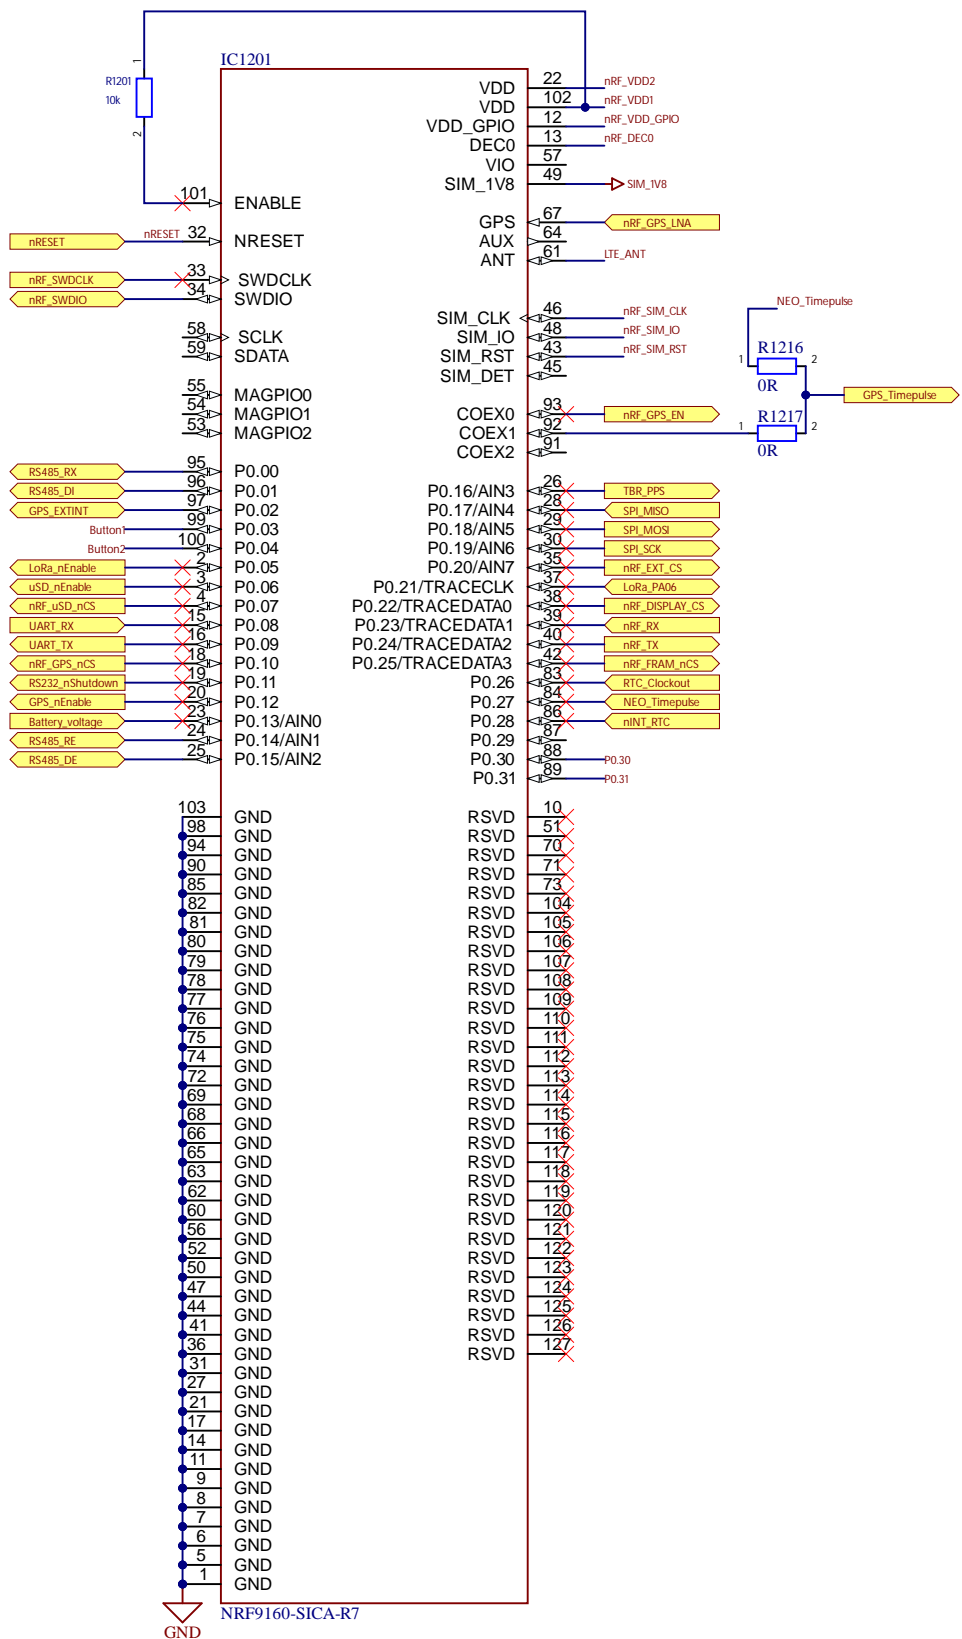 IC1201
1
R1201
10k
2
22 VDD nRF_VDD2
102 VDD nRF_VDD1
12 VDD_GPIO nRF_VDD_GPIO
13 DEC0 nRF_DEC0
57 VIO
49 SIM_1V8 SIM_1V8
101 ENABLE
67 GPS nRF_GPS_LNA
nRESET nRESET 32 NRESET
64 AUX
61 ANT LTE_ANT
nRF_SWDCLK 33 SWDCLK
nRF_SWDIO 34 SWDIO
NEO_Timepulse
46 SIM_CLK nRF_SIM_CLK
58 SCLK
48 SIM_IO nRF_SIM_IO
59 SDATA
43 SIM_RST nRF_SIM_RST
45 SIM_DET
1 R1216 2
0R
55 MAGPIO0
54 MAGPIO1
53 MAGPIO2
GPS_Timepulse
93 COEX0 nRF_GPS_EN
92 COEX1
91 COEX2
1 R1217 2
0R
RS485_RX 95 P0.00
RS485_DI 96 P0.01
GPS_EXTINT 97 P0.02
Button1 99 P0.03
Button2 100 P0.04
LoRa_nEnable 2 P0.05
uSD_nEnable 3 P0.06
nRF_uSD_nCS 4 P0.07
UART_RX 15 P0.08
UART_TX 16 P0.09
nRF_GPS_nCS 18 P0.10
RS232_nShutdown 19 P0.11
GPS_nEnable 20 P0.12
Battery_voltage 23 P0.13/AIN0
RS485_RE 24 P0.14/AIN1
RS485_DE 25 P0.15/AIN2
P0.16/AIN3 26 TBR_PPS
P0.17/AIN4 28 SPI_MISO
P0.18/AIN5 29 SPI_MOSI
P0.19/AIN6 30 SPI_SCK
P0.20/AIN7 35 nRF_EXT_CS
P0.21/TRACECLK 37 LoRa_PA06
P0.22/TRACEDATA0 38 nRF_DISPLAY_CS
P0.23/TRACEDATA1 39 nRF_RX
P0.24/TRACEDATA2 40 nRF_TX
P0.25/TRACEDATA3 42 nRF_FRAM_nCS
P0.26 83 RTC_Clockout
P0.27 84 NEO_Timepulse
P0.28 86 nINT_RTC
P0.29 87
P0.30 88 P0.30
P0.31 89 P0.31
103 GND RSVD 10
98 GND RSVD 51
94 GND RSVD 70
90 GND RSVD 71
85 GND RSVD 73
82 GND RSVD 104
81 GND RSVD 105
80 GND RSVD 106
79 GND RSVD 107
78 GND RSVD 108
77 GND RSVD 109
76 GND RSVD 110
75 GND RSVD 111
74 GND RSVD 112
72 GND RSVD 113
69 GND RSVD 114
68 GND RSVD 115
66 GND RSVD 116
65 GND RSVD 117
63 GND RSVD 118
62 GND RSVD 119
60 GND RSVD 120
56 GND RSVD 121
52 GND RSVD 122
50 GND RSVD 123
47 GND RSVD 124
44 GND RSVD 125
41 GND RSVD 126
36 GND RSVD 127
31 GND
27 GND
21 GND
17 GND
14 GND
11 GND
9 GND
8 GND
7 GND
6 GND
5 GND
1 GND
NRF9160-SICA-R7
GND